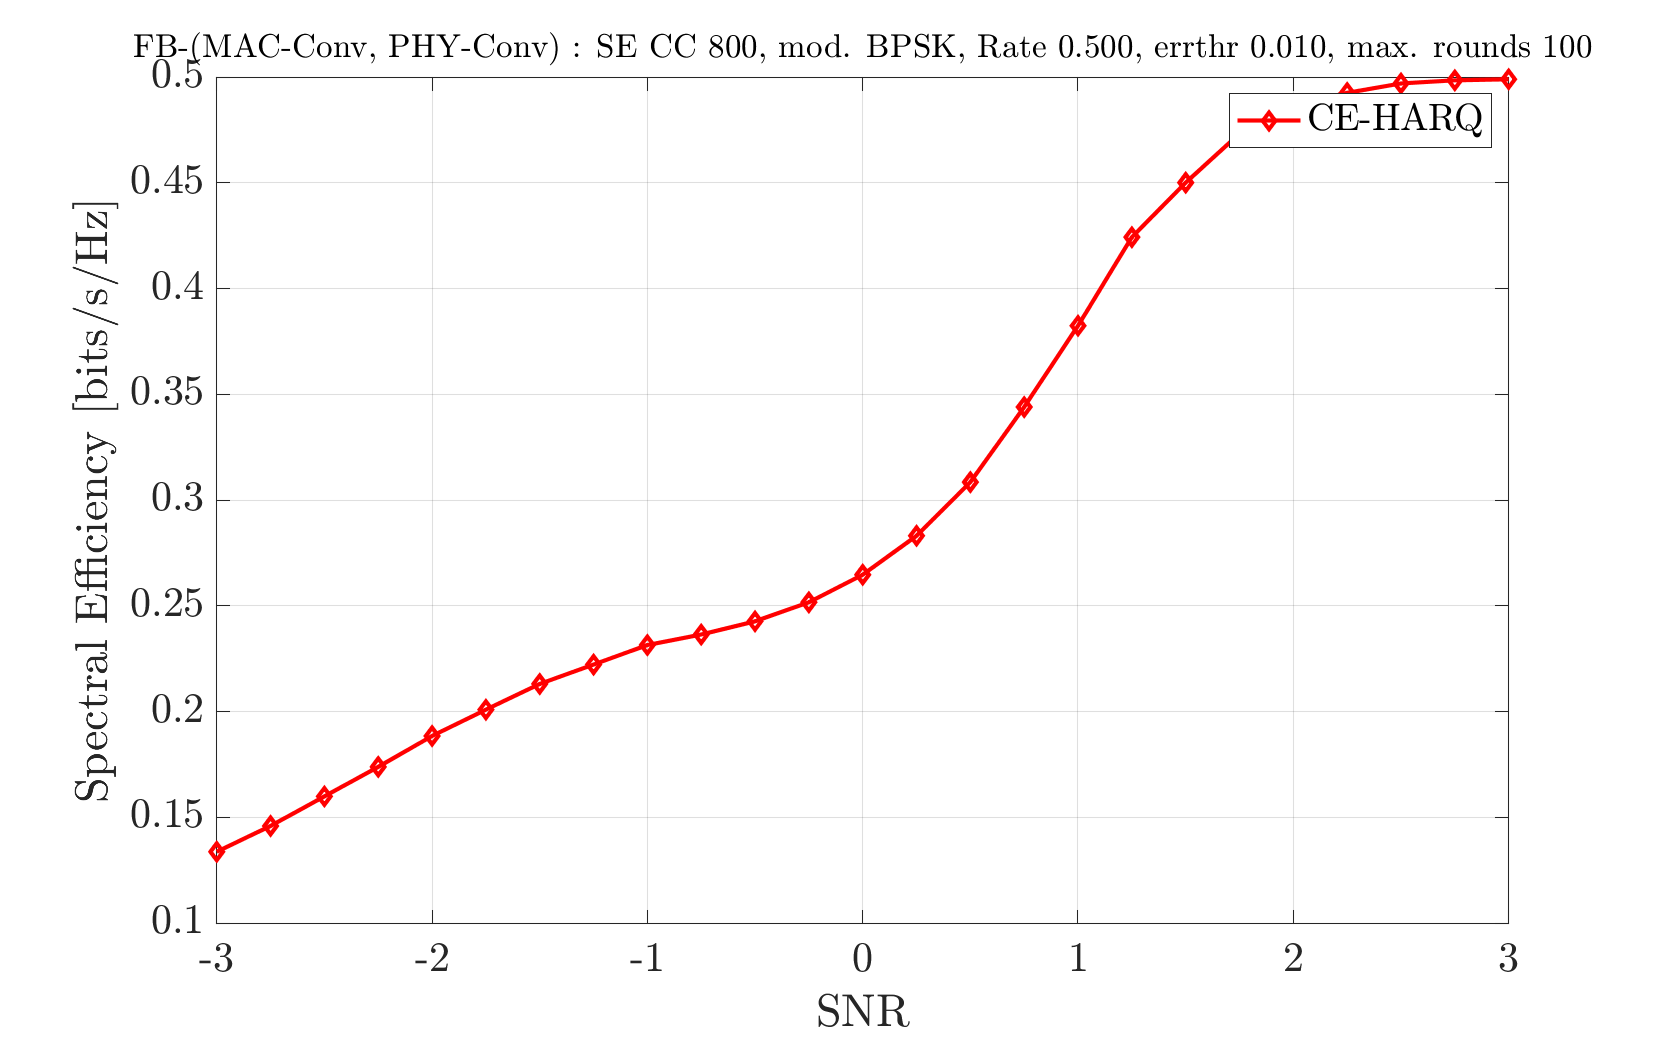 FB-(MAC-Conv, PHY-Conv) : SE CC 800, mod. BPSK, Rate 0.500, errthr 0.010, max. rounds 100
CE-HARQ
Spectral Efficiency [bits/s/Hz]
0.5
0.45
0.4
0.35
0.3
0.25
0.2
0.15
0.1
-3 -2 -1 0 1 2 3
SNR